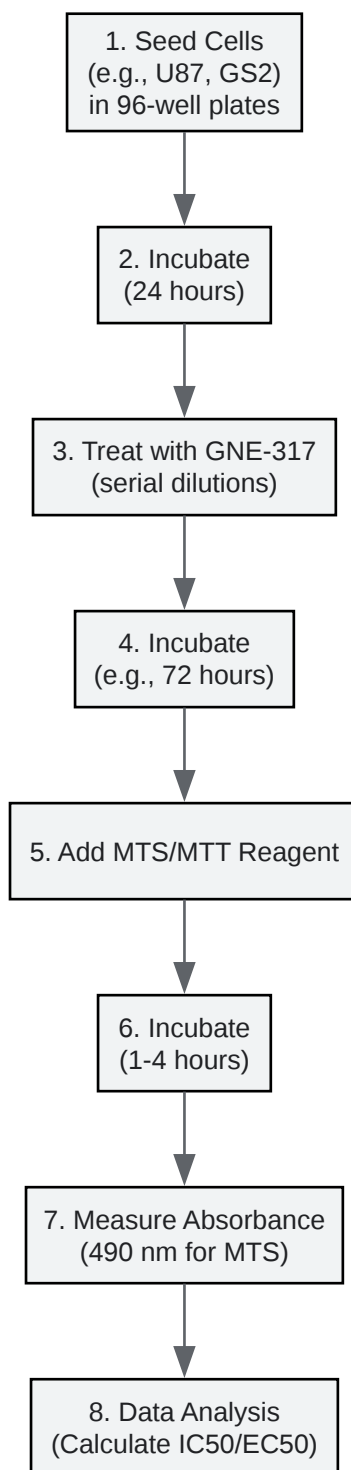 1. Seed Cells
(e.g., U87, GS2)
in 96-well plates
2. Incubate
(24 hours)
3. Treat with GNE-317
(serial dilutions)
4. Incubate
(e.g., 72 hours)
5. Add MTS/MTT Reagent
6. Incubate
(1-4 hours)
7. Measure Absorbance
(490 nm for MTS)
8. Data Analysis
(Calculate IC50/EC50)